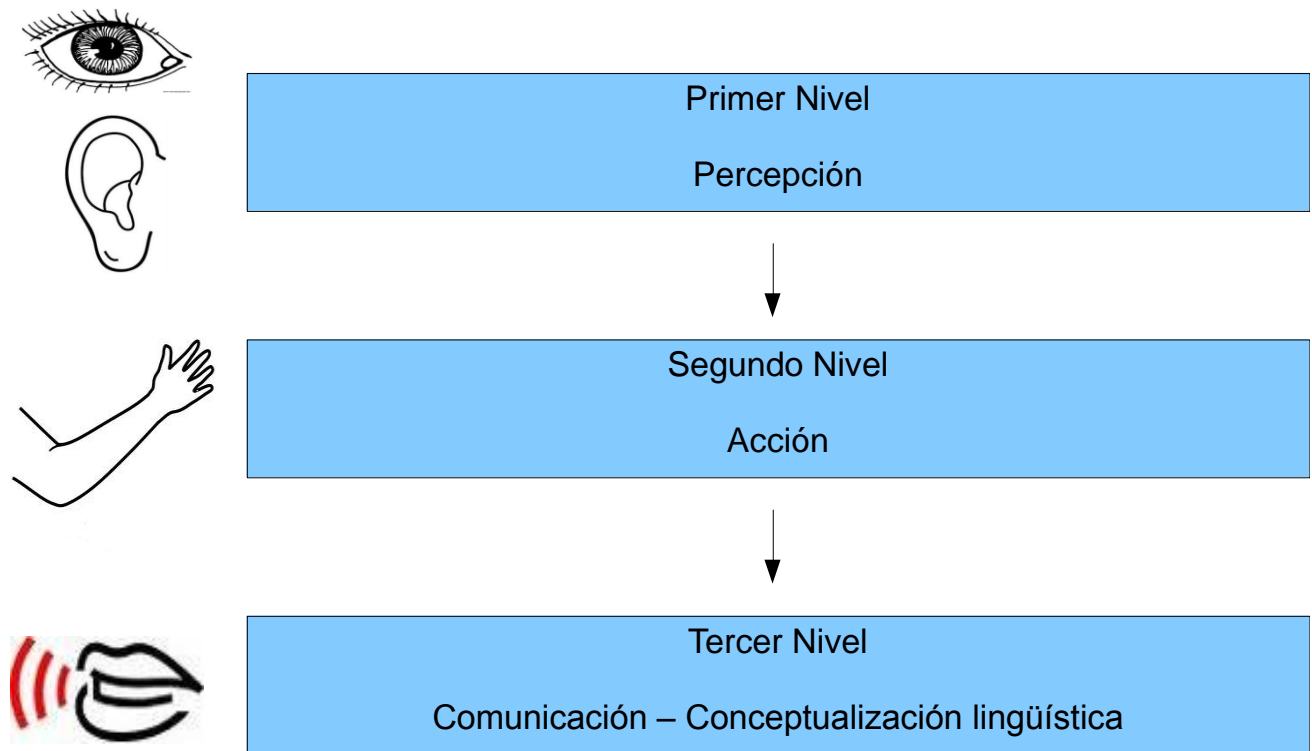 Primer Nivel
Percepción
Segundo Nivel
Acción
Tercer Nivel
Comunicación – Conceptualización lingüística